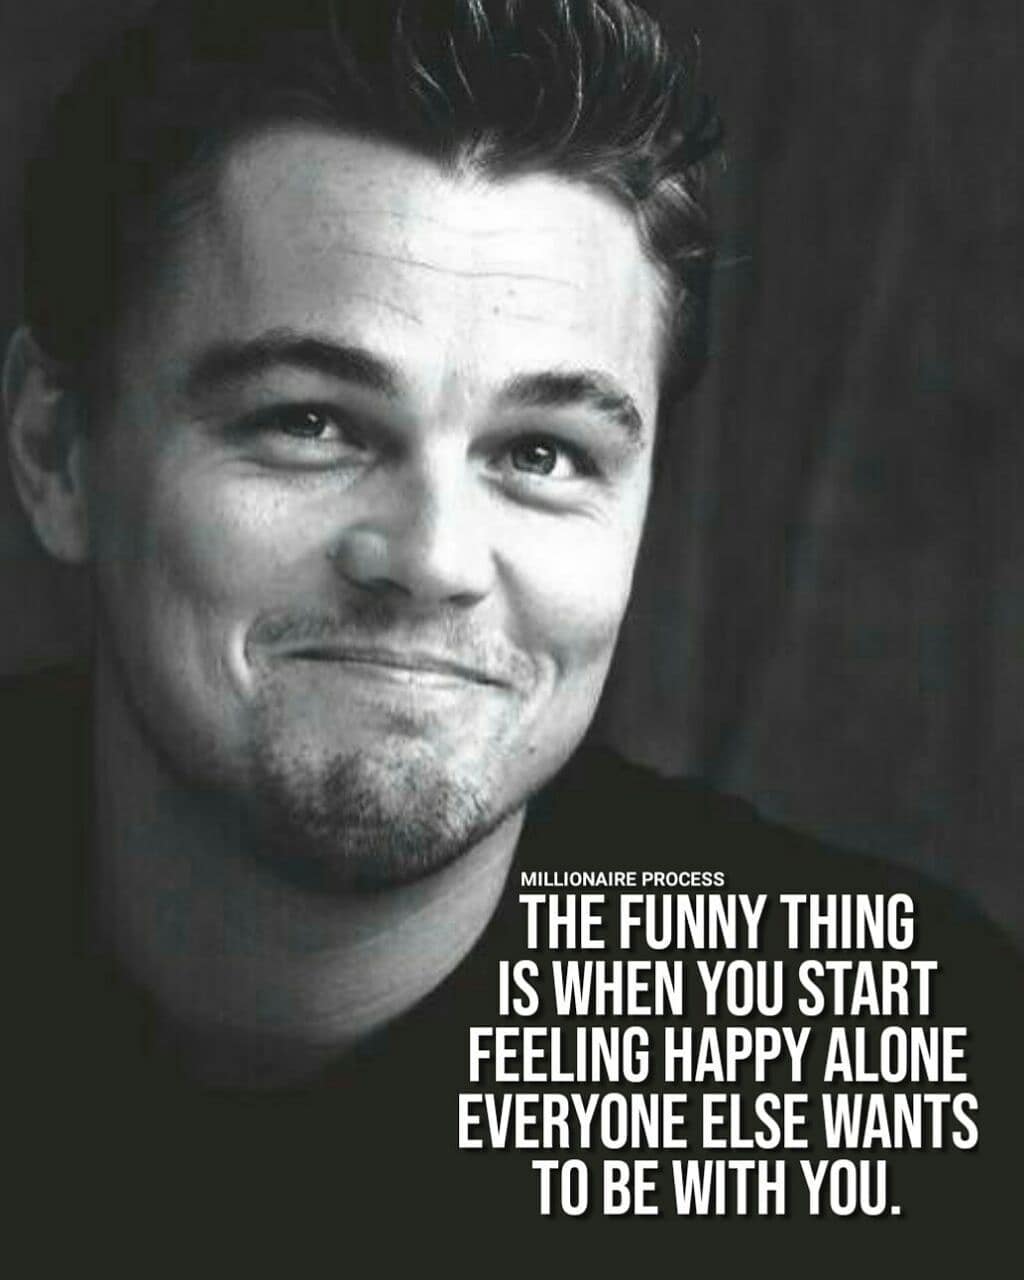 MILLIONAIRE PROCESS
THE FUNNY THING
IS WHEN YOU START
FEELING HAPPY ALONE
EVERYONE ELSE WANTS
TO BE WITH YOU.